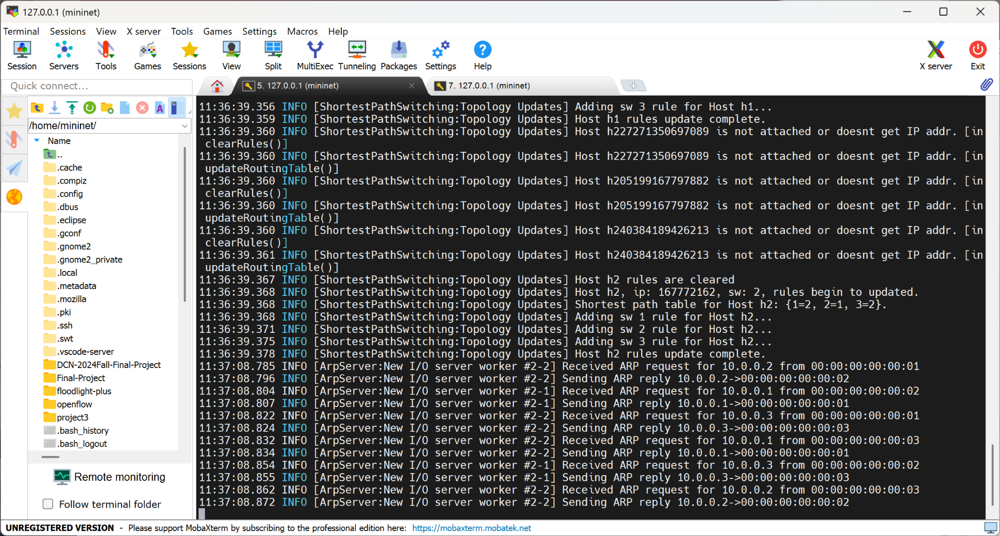 127.0.0.1 (mininet)
Terminal Sessions View X server Tools Games Settings Macros Help
Session Servers Tools Games Sessions View Split MultiExec Tunneling Packages Settings Help X server Exit
Quick connect...
5. 127.0.0.1 (mininet)
7. 127.0.0.1 (mininet)
/home/mininet/
Name
..
.cache
.compiz
.config
.dbus
.eclipse
.gconf
.gnome2
.gnome2_private
.local
.metadata
.mozilla
.pki
.ssh
.swt
.vscode-server
DCN-2024Fall-Final-Project
Final-Project
floodlight-plus
openflow
project3
.bash_history
.bash_logout
Remote monitoring
Follow terminal folder
11:36:39.356 INFO [ShortestPathSwitching:Topology Updates] Adding sw 3 rule for Host h1...
11:36:39.359 INFO [ShortestPathSwitching:Topology Updates] Host h1 rules update complete.
11:36:39.360 INFO [ShortestPathSwitching:Topology Updates] Host h227271350697089 is not attached or doesnt get IP addr. [in
clearRules()]
11:36:39.360 INFO [ShortestPathSwitching:Topology Updates] Host h227271350697089 is not attached or doesnt get IP addr. [in
updateRoutingTable()]
11:36:39.360 INFO [ShortestPathSwitching:Topology Updates] Host h205199167797882 is not attached or doesnt get IP addr. [in
clearRules()]
11:36:39.360 INFO [ShortestPathSwitching:Topology Updates] Host h205199167797882 is not attached or doesnt get IP addr. [in
updateRoutingTable()]
11:36:39.360 INFO [ShortestPathSwitching:Topology Updates] Host h240384189426213 is not attached or doesnt get IP addr. [in
clearRules()]
11:36:39.361 INFO [ShortestPathSwitching:Topology Updates] Host h240384189426213 is not attached or doesnt get IP addr. [in
updateRoutingTable()]
11:36:39.367 INFO [ShortestPathSwitching:Topology Updates] Host h2 rules are cleared
11:36:39.368 INFO [ShortestPathSwitching:Topology Updates] Host h2, ip: 167772162, sw: 2, rules begin to updated.
11:36:39.368 INFO [ShortestPathSwitching:Topology Updates] Shortest path table for Host h2: {1=2, 2=1, 3=2}.
11:36:39.368 INFO [ShortestPathSwitching:Topology Updates] Adding sw 1 rule for Host h2...
11:36:39.371 INFO [ShortestPathSwitching:Topology Updates] Adding sw 2 rule for Host h2...
11:36:39.375 INFO [ShortestPathSwitching:Topology Updates] Adding sw 3 rule for Host h2...
11:36:39.378 INFO [ShortestPathSwitching:Topology Updates] Host h2 rules update complete.
11:37:08.785 INFO [ArpServer:New I/O server worker #2-2] Received ARP request for 10.0.0.2 from 00:00:00:00:00:01
11:37:08.796 INFO [ArpServer:New I/O server worker #2-2] Sending ARP reply 10.0.0.2->00:00:00:00:00:02
11:37:08.804 INFO [ArpServer:New I/O server worker #2-1] Received ARP request for 10.0.0.1 from 00:00:00:00:00:02
11:37:08.807 INFO [ArpServer:New I/O server worker #2-1] Sending ARP reply 10.0.0.1->00:00:00:00:00:01
11:37:08.822 INFO [ArpServer:New I/O server worker #2-2] Received ARP request for 10.0.0.3 from 00:00:00:00:00:01
11:37:08.824 INFO [ArpServer:New I/O server worker #2-2] Sending ARP reply 10.0.0.3->00:00:00:00:00:03
11:37:08.832 INFO [ArpServer:New I/O server worker #2-2] Received ARP request for 10.0.0.1 from 00:00:00:00:00:03
11:37:08.834 INFO [ArpServer:New I/O server worker #2-2] Sending ARP reply 10.0.0.1->00:00:00:00:00:01
11:37:08.854 INFO [ArpServer:New I/O server worker #2-1] Received ARP request for 10.0.0.3 from 00:00:00:00:00:02
11:37:08.855 INFO [ArpServer:New I/O server worker #2-1] Sending ARP reply 10.0.0.3->00:00:00:00:00:03
11:37:08.862 INFO [ArpServer:New I/O server worker #2-2] Received ARP request for 10.0.0.2 from 00:00:00:00:00:03
11:37:08.872 INFO [ArpServer:New I/O server worker #2-2] Sending ARP reply 10.0.0.2->00:00:00:00:00:02
UNREGISTERED VERSION - Please support MobaXterm by subscribing to the professional edition here: https://mobaxterm.mobatek.net